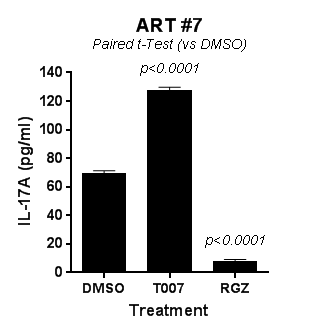 ART #7
Paired t-Test (vs DMSO)
p<0.0001
140
120
100
80
60
40
20
0
IL-17A (pg/ml)
p<0.0001
DMSO T007 RGZ
Treatment